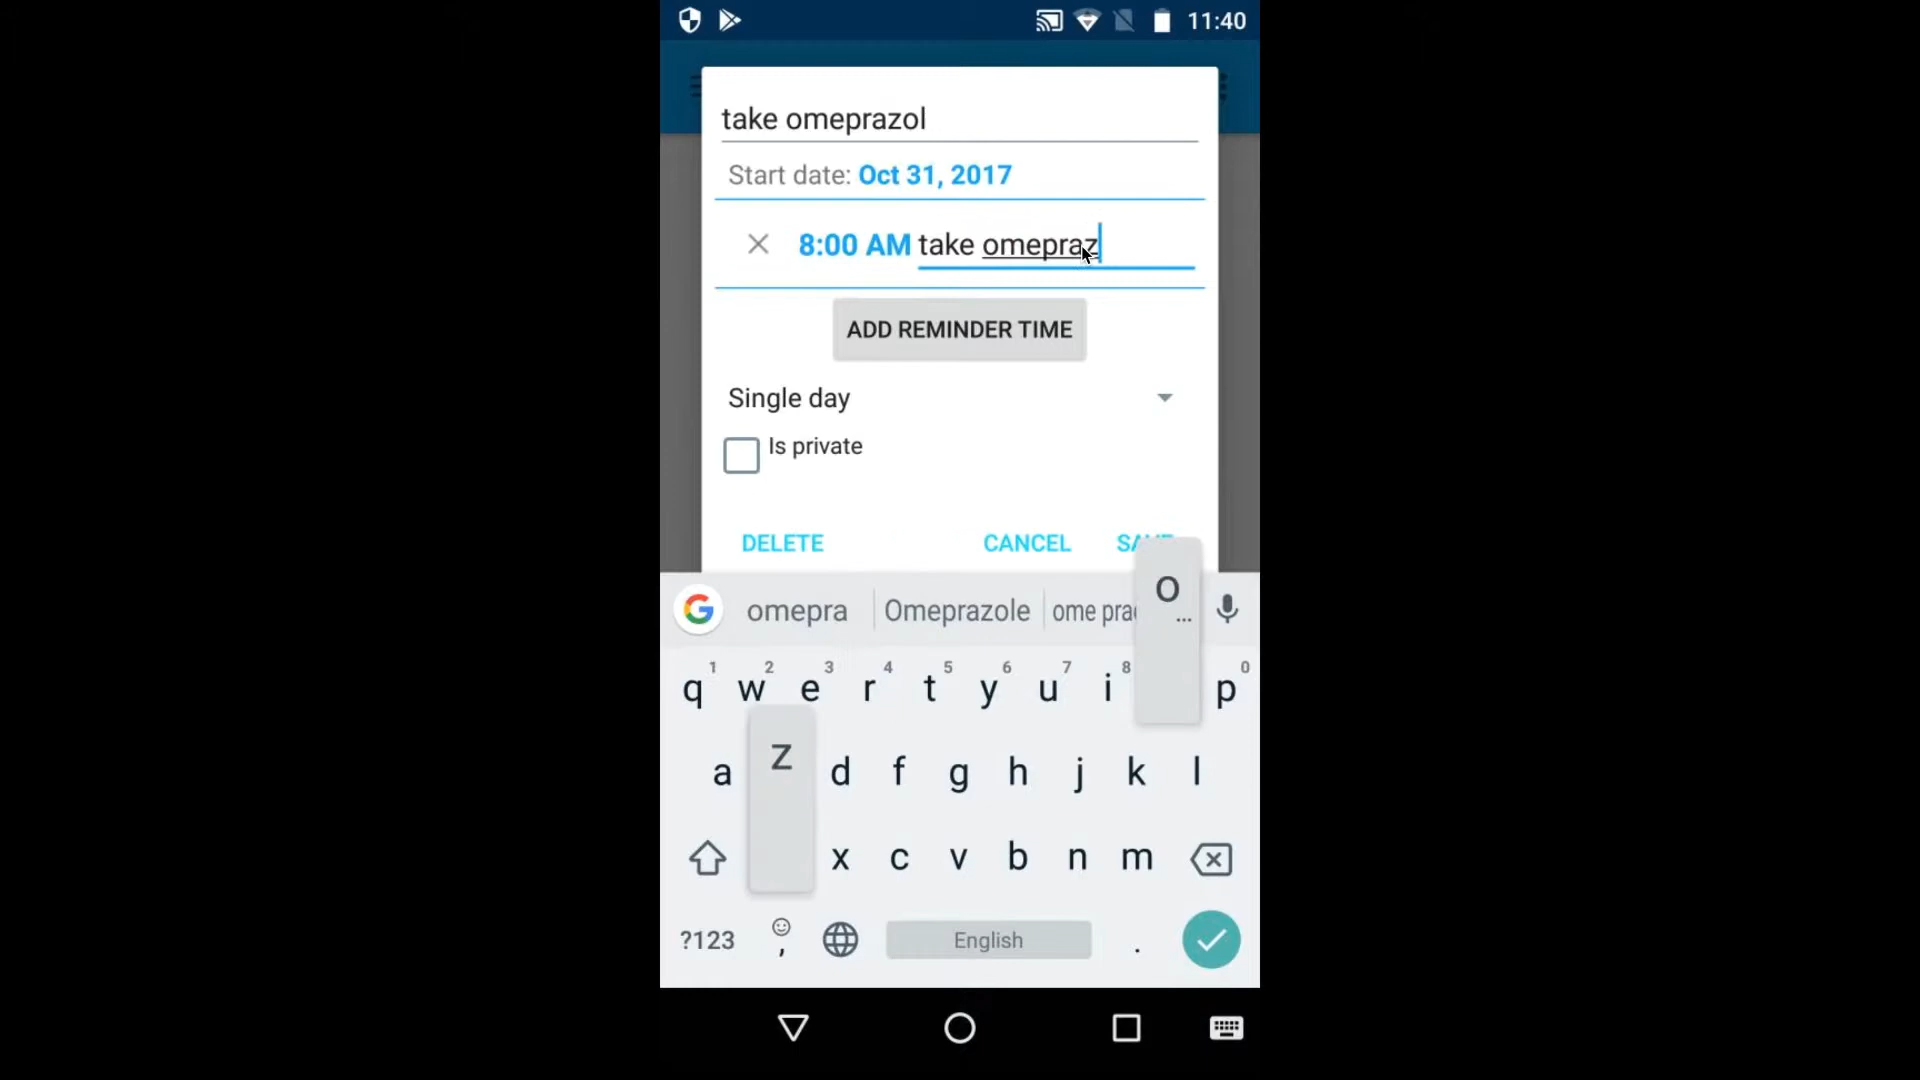 11:40
take omeprazol
Start date: Oct 31, 2017
8:00 AM take omepraz
ADD REMINDER TIME
Single day
Is private
DELETE CANCEL
omepra Omeprazole ome
o
...
1 2 3 4 5 6 7 8 0
q w e r t y u i p
a z d f g h j k l
x c v b n m
?123 , English .